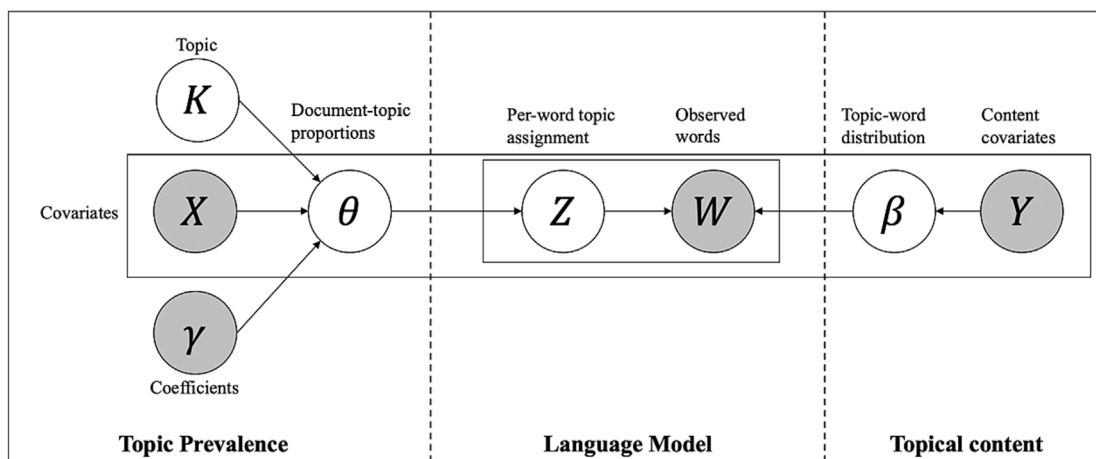 Topic
K
Document-topic
proportions
Per-word topic
assignment
Observed
words
Topic-word
distribution
Content
covariates
Covariates
X
θ
Z
W
β
Y
γ
Coefficients
Topic Prevalence
Language Model
Topical content